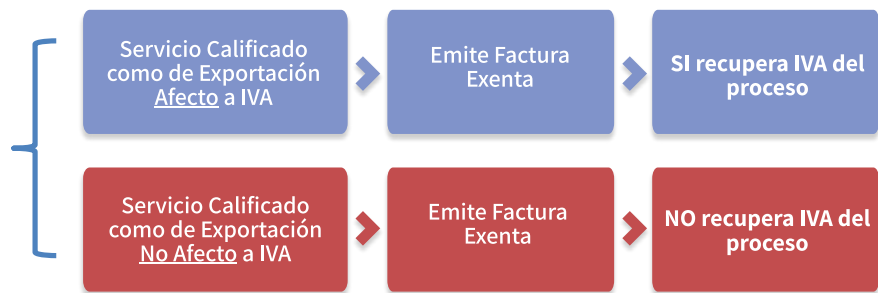 Servicio Calificado
como de Exportación
Afecto a IVA
Emite Factura
Exenta
SI recupera IVA del
proceso
Servicio Calificado
como de Exportación
No Afecto a IVA
Emite Factura
Exenta
NO recupera IVA del
proceso